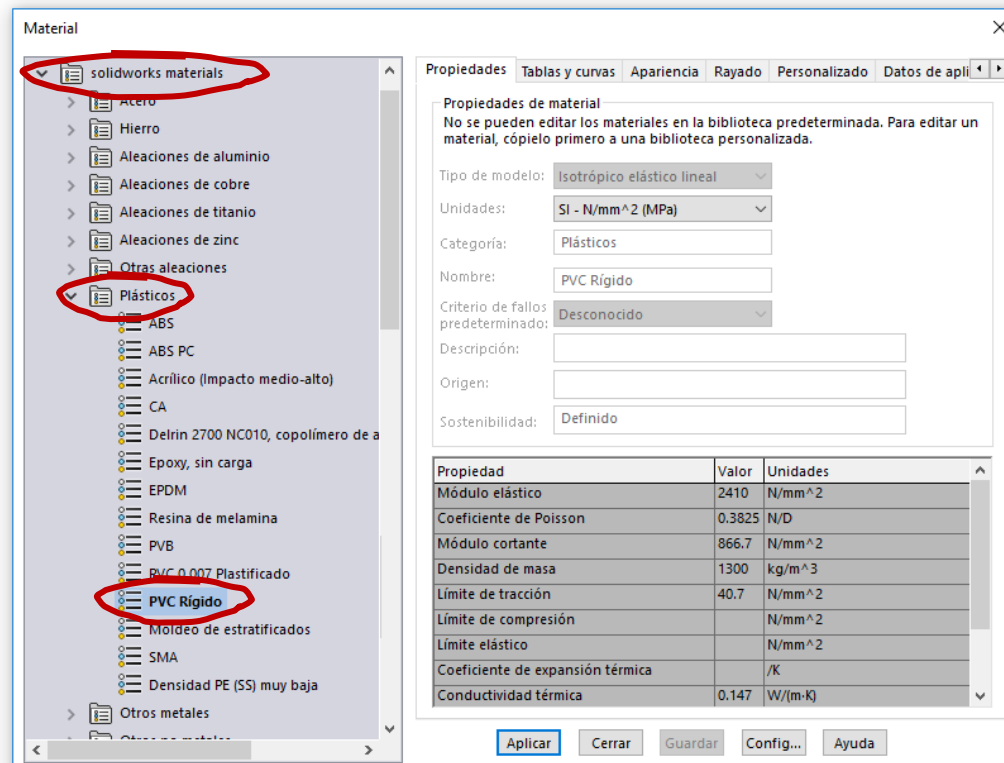 Material
solidworks materials
Acero
Hierro
Aleaciones de aluminio
Aleaciones de cobre
Aleaciones de titanio
Aleaciones de zinc
Otras aleaciones
Plásticos
ABS
ABS PC
Acrílico (Impacto medio-alto)
CA
Delrin 2700 NC010, copolímero de a
Epoxy, sin carga
EPDM
Resina de melamina
PVB
PVC 0.007 Plastificado
PVC Rígido
Moldeo de estratificados
SMA
Densidad PE (SS) muy baja
Otros metales
Otros no metales
Propiedades Tablas y curvas Apariencia Rayado Personalizado Datos de apli
Propiedades de material
No se pueden editar los materiales en la biblioteca predeterminada. Para editar un
material, cópielo primero a una biblioteca personalizada.
Tipo de modelo: Isotrópico elástico lineal
Unidades: SI - N/mm^2 (MPa)
Categoría: Plásticos
Nombre: PVC Rígido
Criterio de fallos
predeterminado: Desconocido
Descripción:
Origen:
Sostenibilidad: Definido
Propiedad Valor Unidades
Módulo elástico 2410 N/mm^2
Coeficiente de Poisson 0.3825 N/D
Módulo cortante 866.7 N/mm^2
Densidad de masa 1300 kg/m^3
Límite de tracción 40.7 N/mm^2
Límite de compresión N/mm^2
Límite elástico N/mm^2
Coeficiente de expansión térmica /K
Conductividad térmica 0.147 W/(m·K)
Aplicar Cerrar Guardar Config... Ayuda